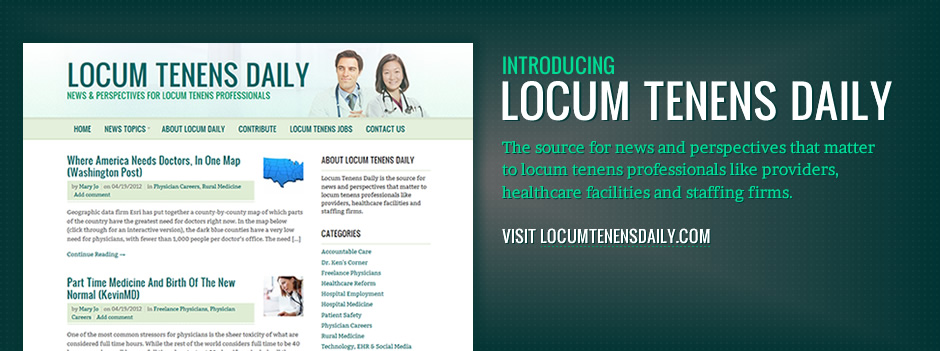 LOCUM TENENS DAILY
NEWS & PERSPECTIVES FOR LOCUM TENENS PROFESSIONALS
HOME NEWS TOPICS ABOUT LOCUM DAILY CONTRIBUTE LOCUM TENENS JOBS CONTACT US
Where America Needs Doctors, In One Map
(Washington Post)
by Mary Jo | on 04/19/2012 | in Physician Careers, Rural Medicine
| Add comment
Geographic data firm Esri has put together a county-by-county map of which parts
of the country have the greatest need for doctors right now. In the map below
(click through for an interactive version), the dark blue counties have a very low
need for physicians, with fewer than 1,000 people per doctor's office. The need [...]
Continue Reading →
Part Time Medicine And Birth Of The New
Normal (KevinMD)
by Mary Jo | on 04/19/2012 | in Freelance Physicians, Physician
Careers | Add comment
One of the most common stressors for physicians is the sheer toxicity of what are
considered full time hours. While the rest of the world considers full time to be 40
ABOUT LOCUM TENENS DAILY
Locum Tenens Daily is the source for
news and perspectives that matter to
locum tenens professionals like
providers, healthcare facilities and
staffing firms.
CATEGORIES
Accountable Care
Dr. Ken's Corner
Freelance Physicians
Healthcare Reform
Hospital Employment
Hospital Medicine
Patient Safety
Physician Careers
Rural Medicine
Technology, EHR & Social Media
INTRODUCING
LOCUM TENENS DAILY
The source for news and perspectives that matter
to locum tenens professionals like providers,
healthcare facilities and staffing firms.
VISIT LOCUMTENENSDAILY.COM